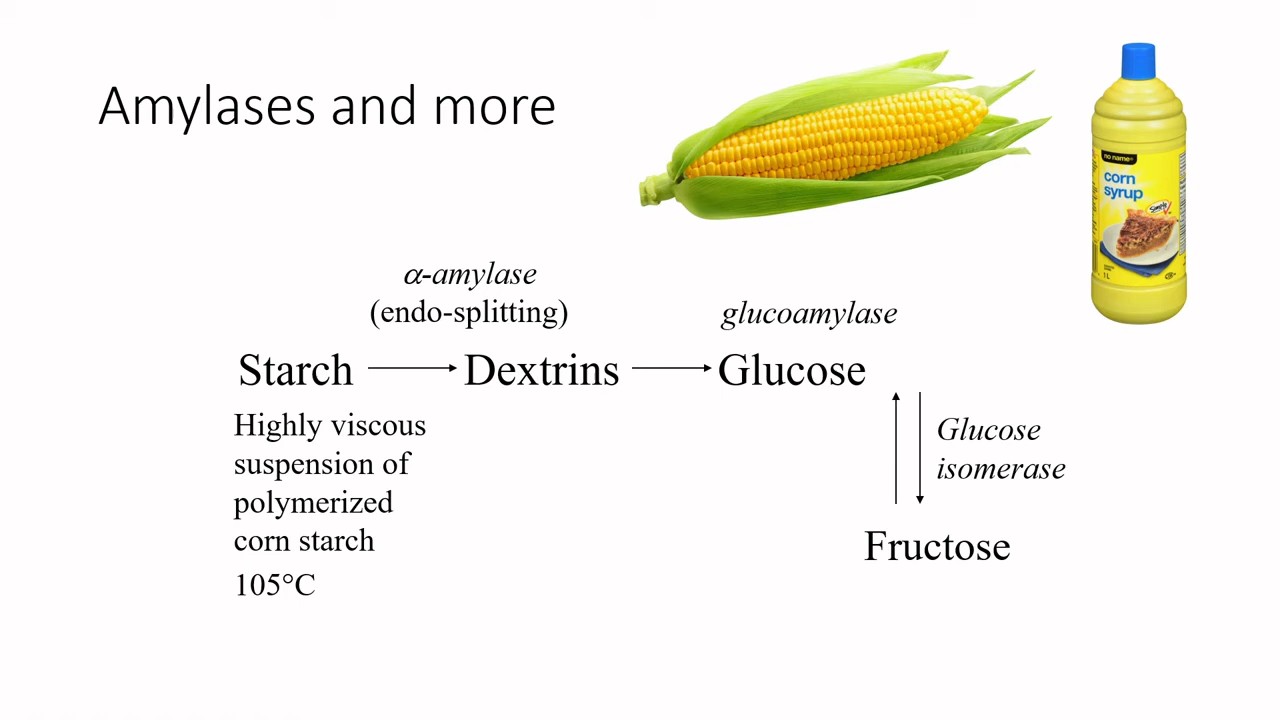 Amylases and more
no name
corn
syrup
1 L
α-amylase
(endo-splitting)
glucoamylase
Starch
Dextrins
Glucose
Highly viscous
suspension of
polymerized
corn starch
105°C
Glucose
isomerase
Fructose